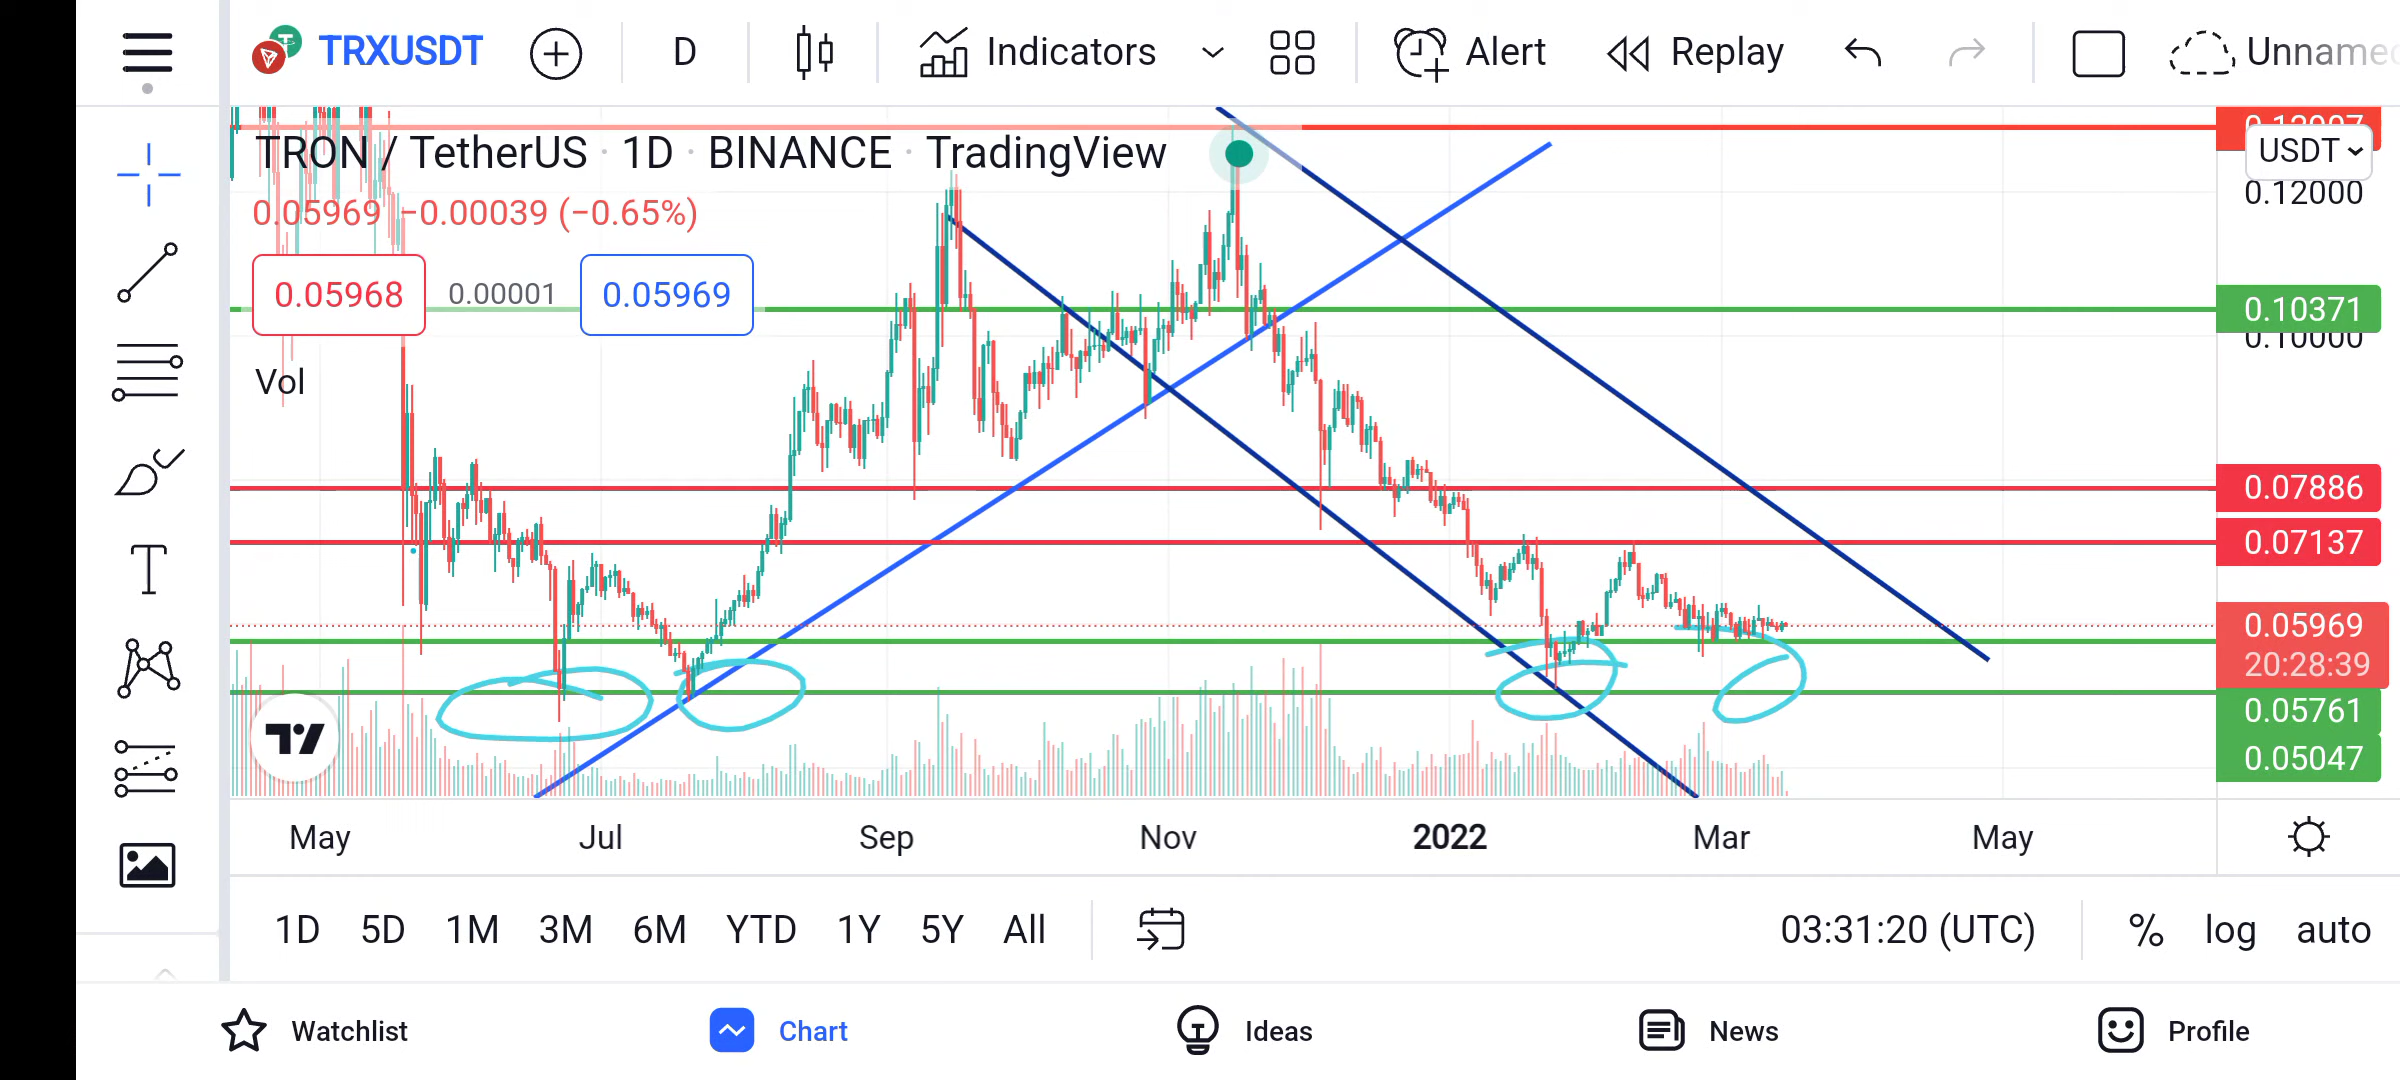 TRXUSDT D Indicators Alert Replay Unnamed
TRON / TetherUS · 1D · BINANCE · TradingView
0.05969 −0.00039 (−0.65%)
0.05968 0.00001 0.05969
Vol
USDT
0.12000
0.10371
0.10000
0.07886
0.07137
0.05969
20:28:39
0.05761
0.05047
May Jul Sep Nov 2022 Mar May
1D 5D 1M 3M 6M YTD 1Y 5Y All 03:31:20 (UTC) % log auto
Watchlist Chart Ideas News Profile